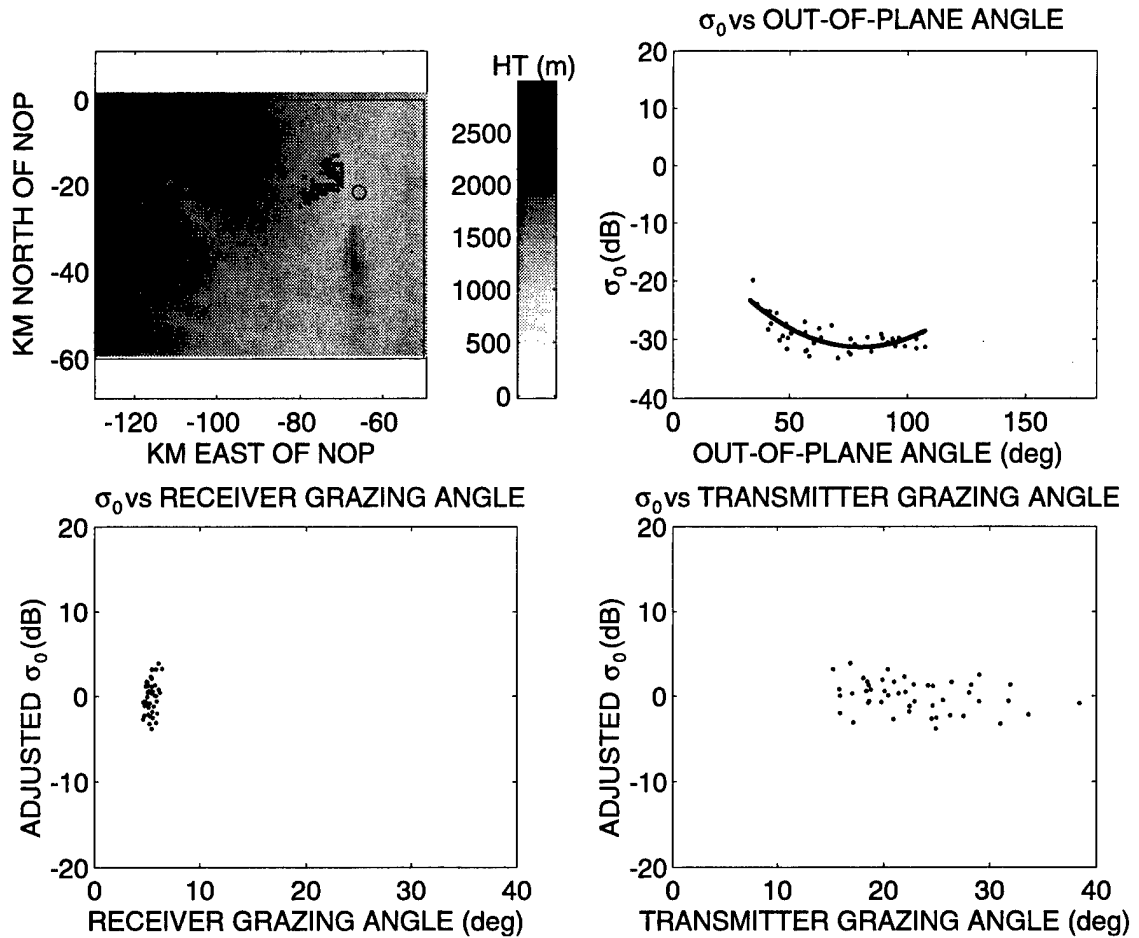 HT (m)
KM NORTH OF NOP
0
-20
-40
-60
-120 -100 -80 -60
KM EAST OF NOP
2500
2000
1500
1000
500
0
σ0 vs OUT-OF-PLANE ANGLE
σ0 (dB)
20
10
0
-10
-20
-30
-40
0 50 100 150
OUT-OF-PLANE ANGLE (deg)
σ0 vs RECEIVER GRAZING ANGLE
ADJUSTED σ0 (dB)
20
10
0
-10
-20
0 10 20 30 40
RECEIVER GRAZING ANGLE (deg)
σ0 vs TRANSMITTER GRAZING ANGLE
ADJUSTED σ0 (dB)
20
10
0
-10
-20
0 10 20 30 40
TRANSMITTER GRAZING ANGLE (deg)